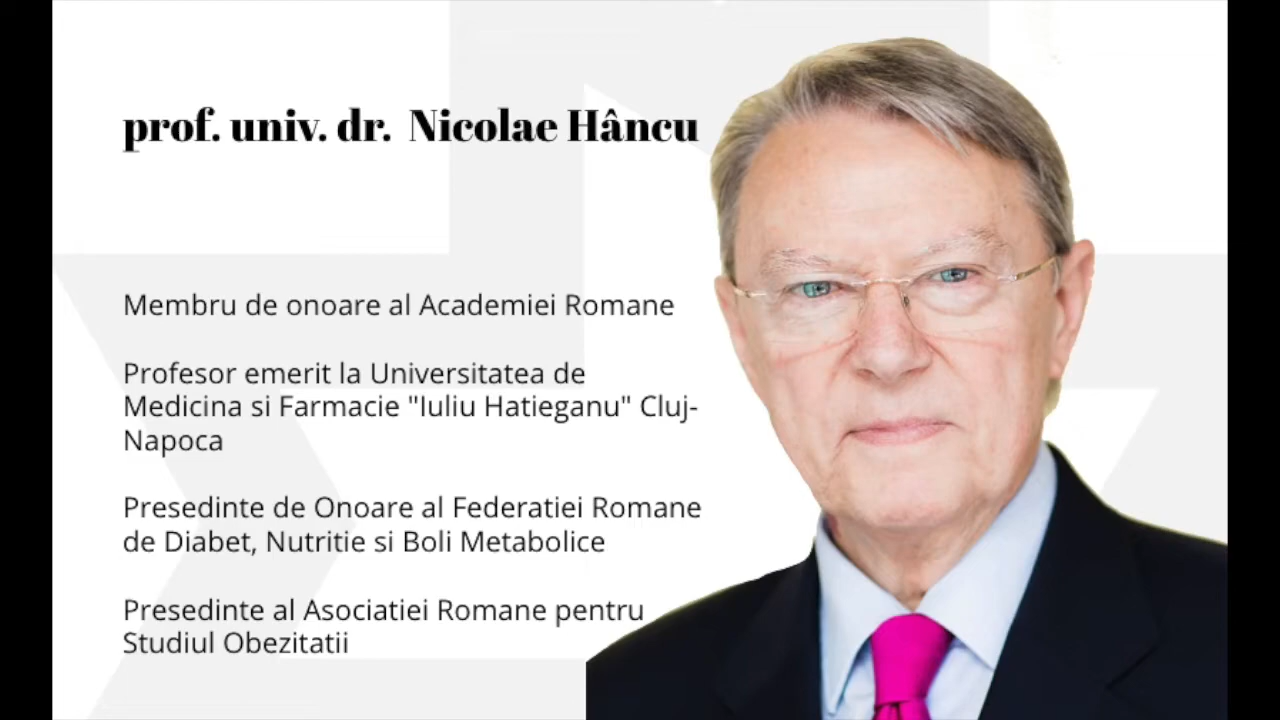 prof. univ. dr. Nicolae Hâncu
Membru de onoare al Academiei Romane
Profesor emerit la Universitatea de
Medicina si Farmacie "Iuliu Hatieganu" Cluj-
Napoca
Presedinte de Onoare al Federatiei Romane
de Diabet, Nutritie si Boli Metabolice
Presedinte al Asociatiei Romane pentru
Studiul Obezitatii